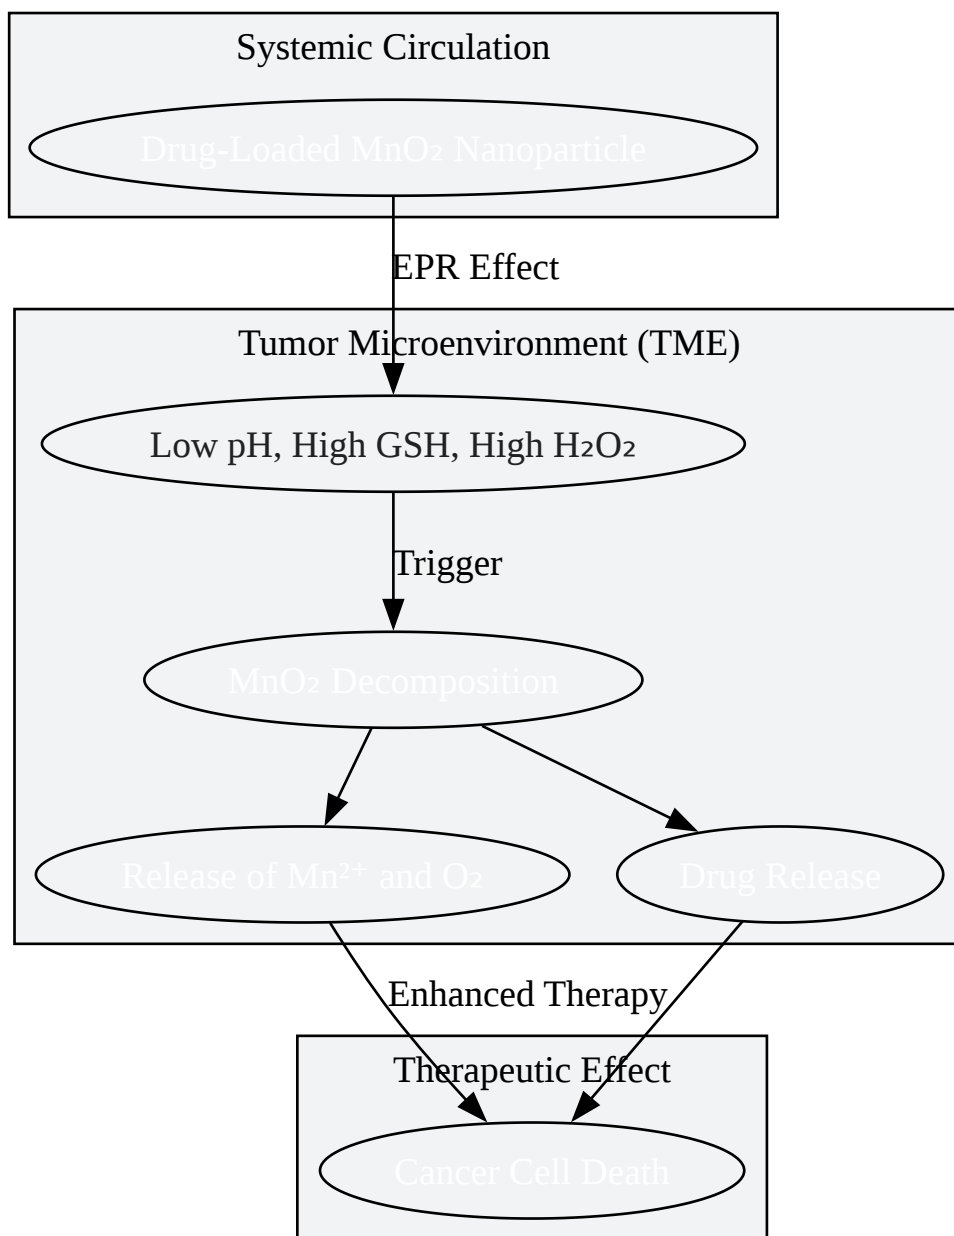 Systemic Circulation
Drug-Loaded MnO₂ Nanoparticle
EPR Effect
Tumor Microenvironment (TME)
Low pH, High GSH, High H₂O₂
Trigger
MnO₂ Decomposition
Release of Mn²⁺ and O₂
Drug Release
Enhanced Therapy
Therapeutic Effect
Cancer Cell Death